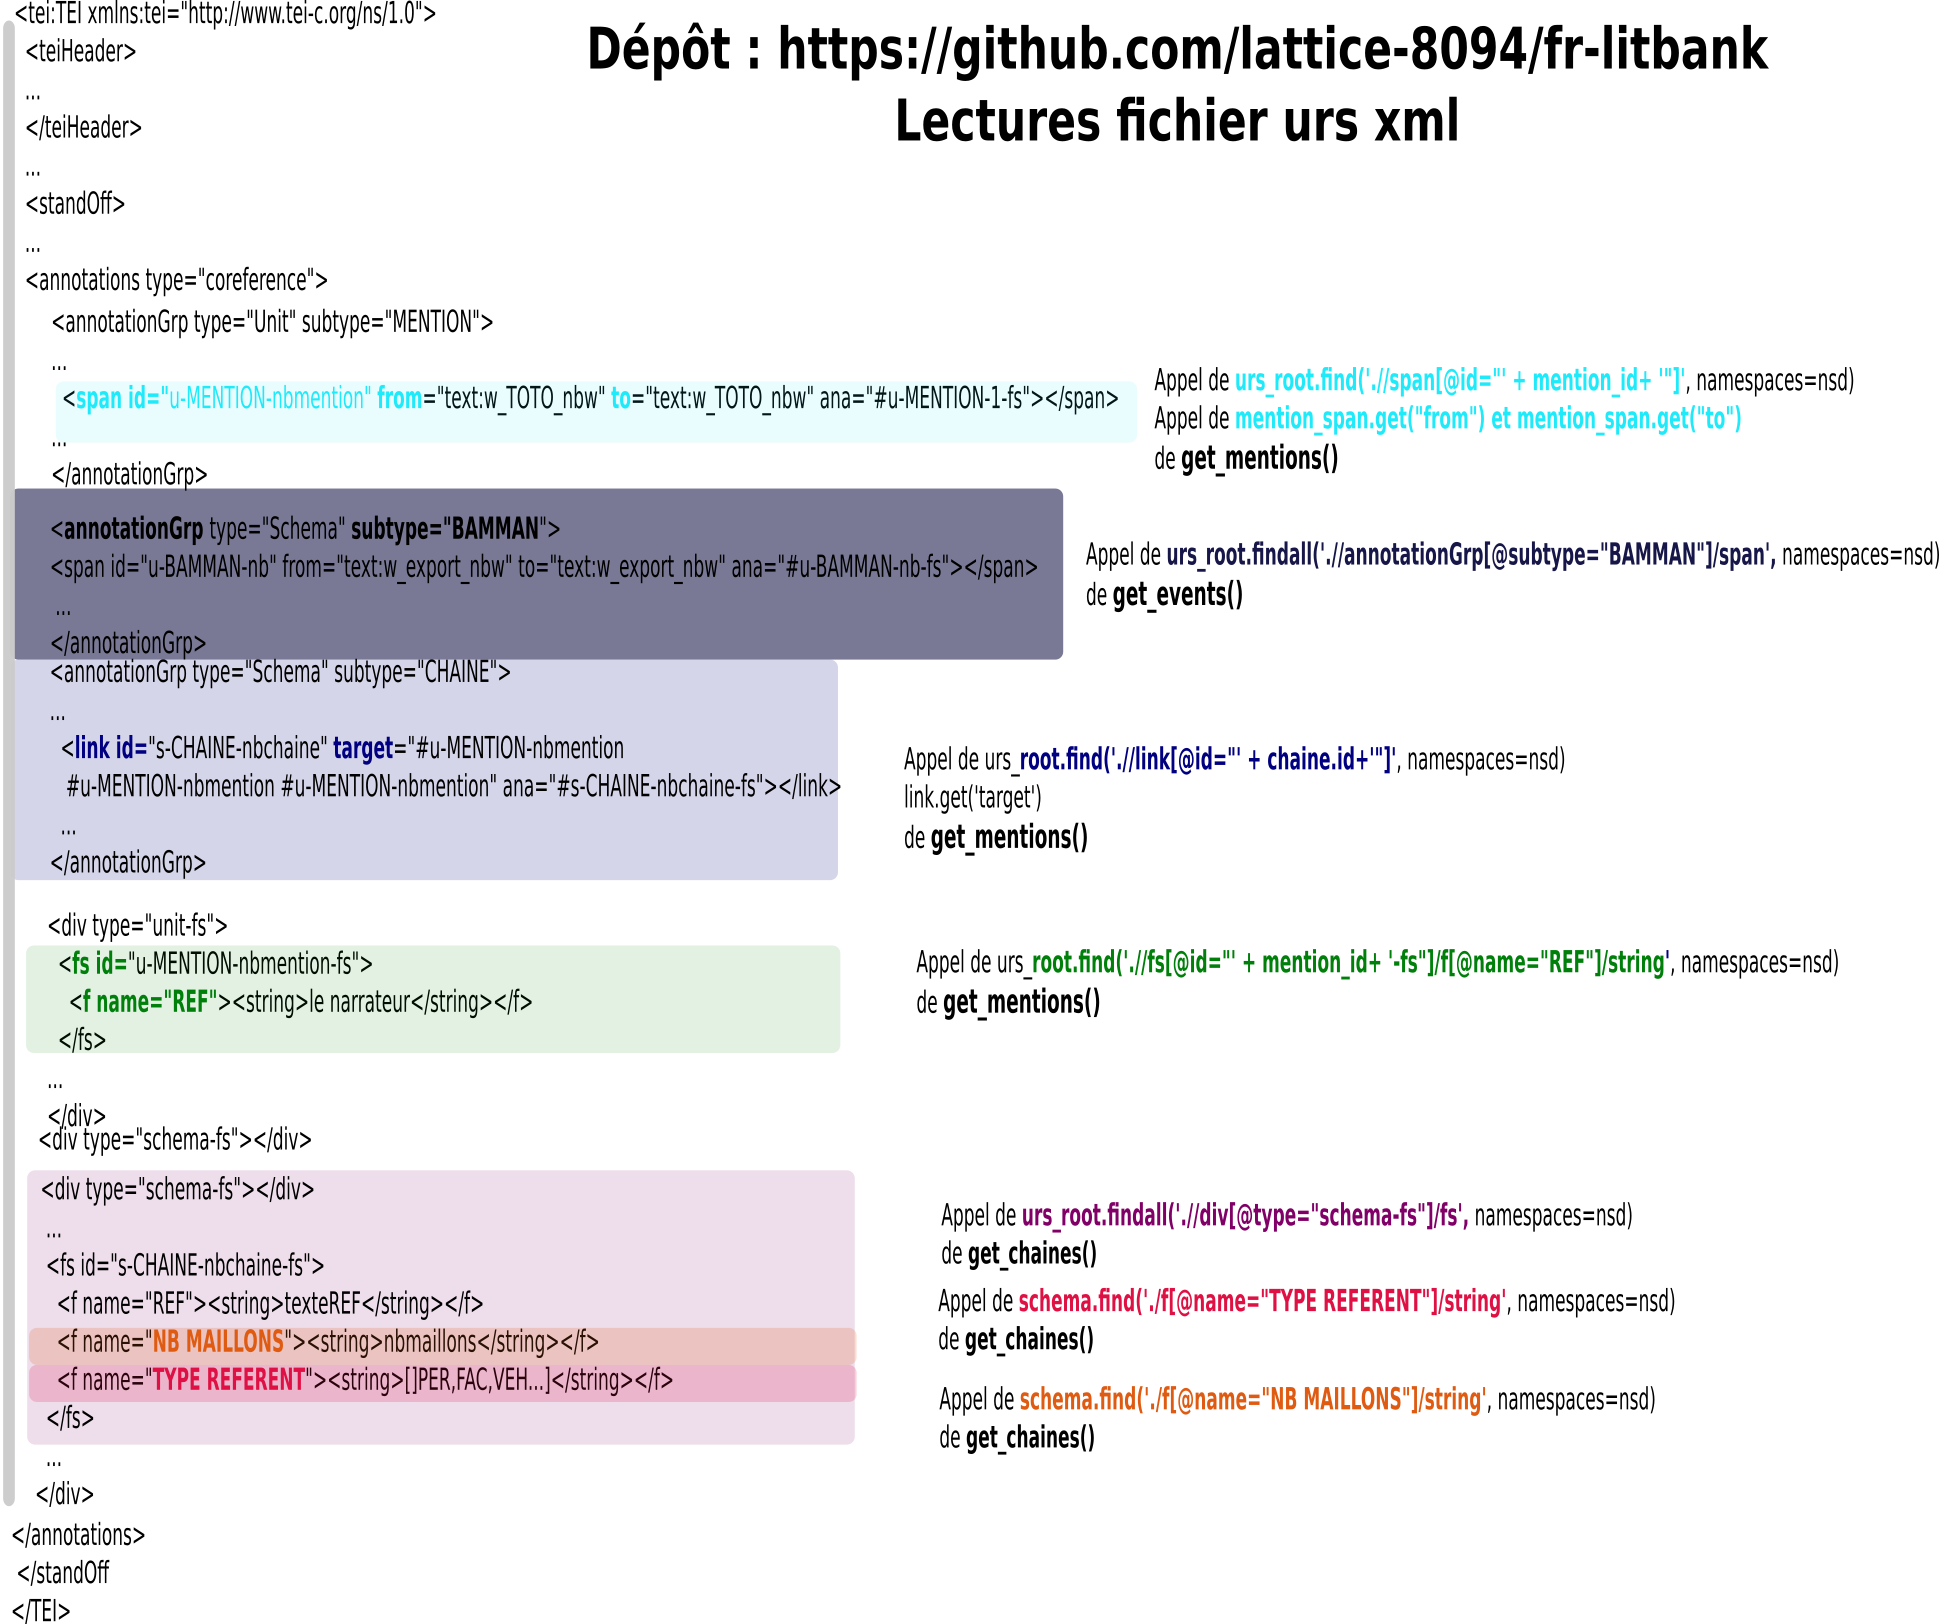 <tei:TEI xmlns:tei="http://www.tei-c.org/ns/1.0">
<teiHeader>
...
</teiHeader>
...
<standOff>
...
<annotations type="coreference">
<annotationGrp type="Unit" subtype="MENTION">
...
<span id="u-MENTION-nbmention" from="text:w_TOTO_nbw" to="text:w_TOTO_nbw" ana="#u-MENTION-1-fs"></span>
...
</annotationGrp>
<annotationGrp type="Schema" subtype="BAMMAN">
<span id="u-BAMMAN-nb" from="text:w_export_nbw" to="text:w_export_nbw" ana="#u-BAMMAN-nb-fs"></span>
...
</annotationGrp>
<annotationGrp type="Schema" subtype="CHAINE">
...
<link id="s-CHAINE-nbchaine" target="#u-MENTION-nbmention
#u-MENTION-nbmention #u-MENTION-nbmention" ana="#s-CHAINE-nbchaine-fs"></link>
...
</annotationGrp>
<div type="unit-fs">
<fs id="u-MENTION-nbmention-fs">
<f name="REF"><string>le narrateur</string></f>
</fs>
...
</div>
<div type="schema-fs"></div>
<div type="schema-fs"></div>
...
<fs id="s-CHAINE-nbchaine-fs">
<f name="REF"><string>texteREF</string></f>
<f name="NB MAILLONS"><string>nbmaillons</string></f>
<f name="TYPE REFERENT"><string>[]PER,FAC,VEH...]</string></f>
</fs>
...
</div>
</annotations>
</standOff
</TEI>
Dépôt : https://github.com/lattice-8094/fr-litbank
Lectures fichier urs xml
Appel de urs_root.find('.//span[@id="' + mention_id+ '"]', namespaces=nsd)
Appel de mention_span.get("from") et mention_span.get("to")
de get_mentions()
Appel de urs_root.findall('.//annotationGrp[@subtype="BAMMAN"]/span', namespaces=nsd)
de get_events()
Appel de urs_root.find('.//link[@id="' + chaine.id+'"]', namespaces=nsd)
link.get('target')
de get_mentions()
Appel de urs_root.find('.//fs[@id="' + mention_id+ '-fs"]/f[@name="REF"]/string', namespaces=nsd)
de get_mentions()
Appel de urs_root.findall('.//div[@type="schema-fs"]/fs', namespaces=nsd)
de get_chaines()
Appel de schema.find('./f[@name="TYPE REFERENT"]/string', namespaces=nsd)
de get_chaines()
Appel de schema.find('./f[@name="NB MAILLONS"]/string', namespaces=nsd)
de get_chaines()